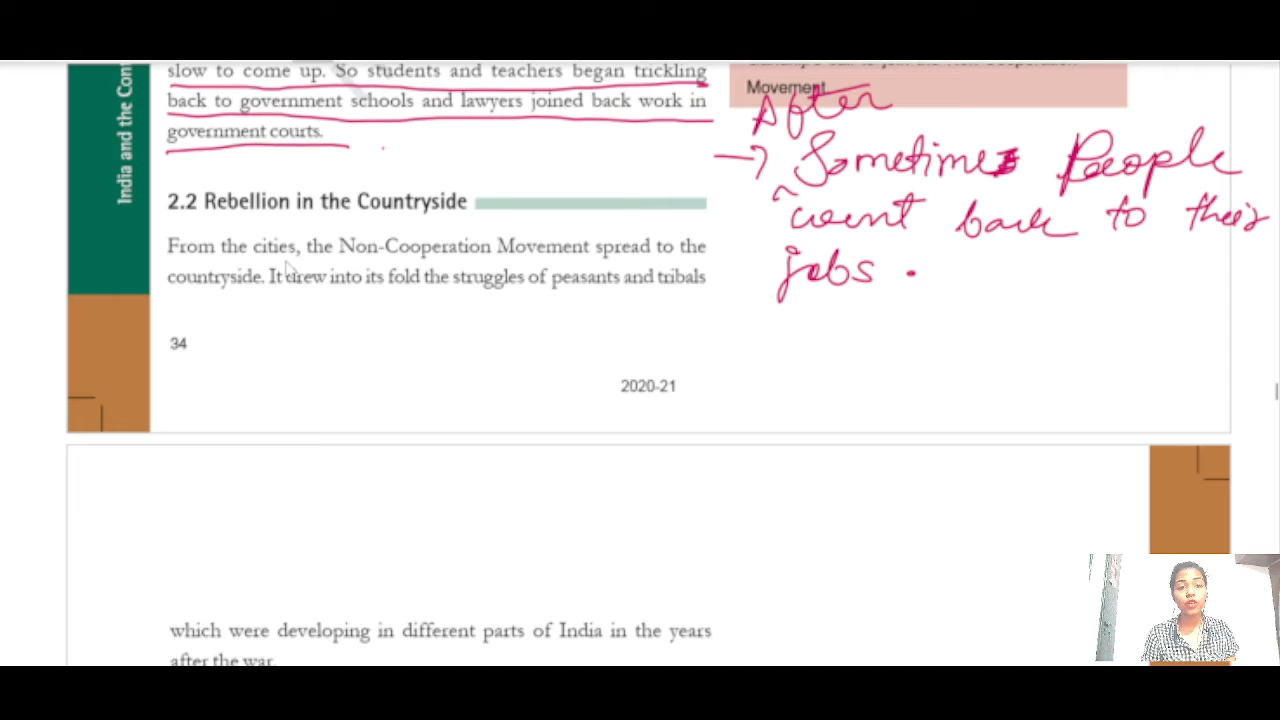 India and the Con
slow to come up. So students and teachers began trickling
back to government schools and lawyers joined back work in
government courts.
2.2 Rebellion in the Countryside
From the cities, the Non-Cooperation Movement spread to the
countryside. It drew into its fold the struggles of peasants and tribals
34
2020-21
Movement
After
→ Sometime People
went back to their
jobs .
which were developing in different parts of India in the years
after the war.